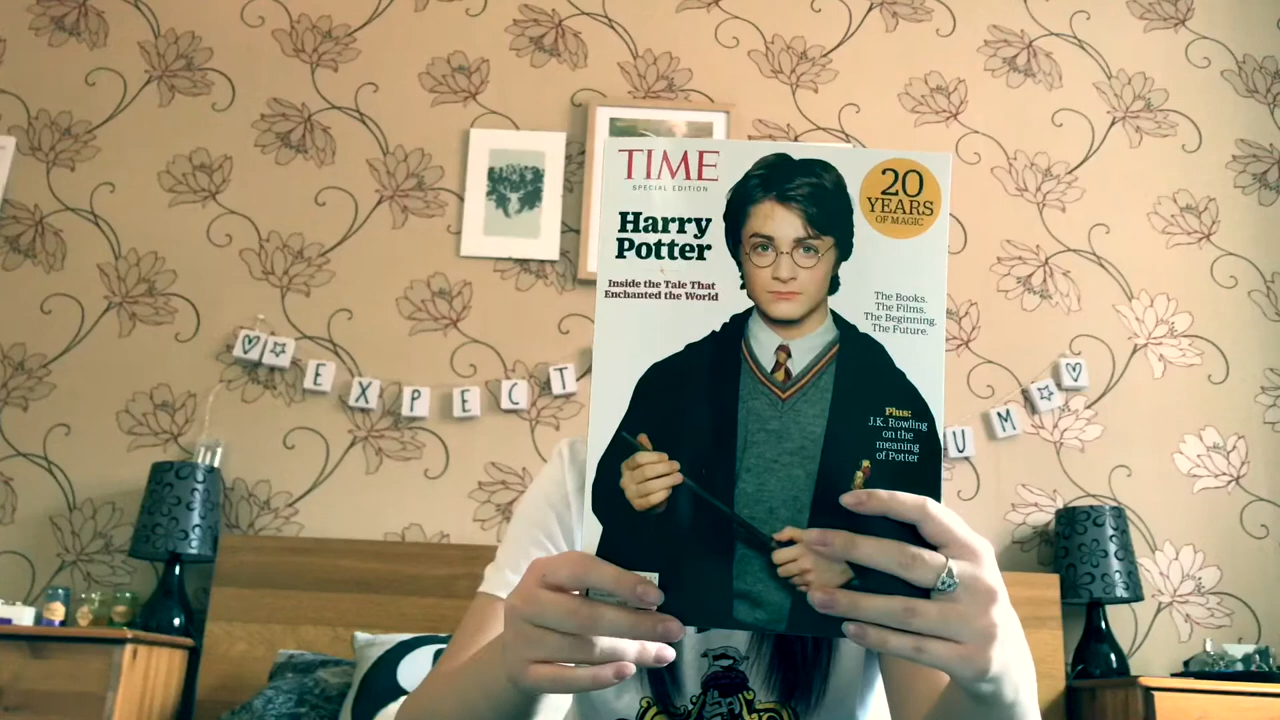 TIME
SPECIAL EDITION
Harry
Potter
Inside the Tale That
Enchanted the World
20
YEARS
OF MAGIC
The Books.
The Films.
The Beginning.
The Future.
Plus:
J.K. Rowling
on the
meaning
of Potter
EXPECT
UM